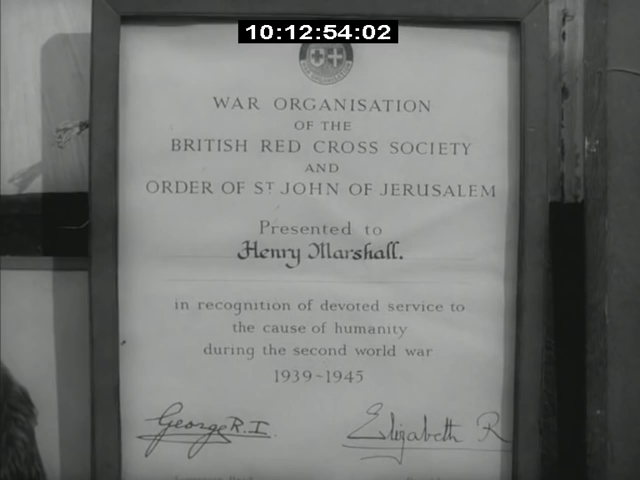 10:12:54:02
WAR ORGANISATION
OF THE
BRITISH RED CROSS SOCIETY
AND
ORDER OF ST JOHN OF JERUSALEM
Presented to
Henry Marshall.
in recognition of devoted service to
the cause of humanity
during the second world war
1939-1945
George R.I. Elizabeth R